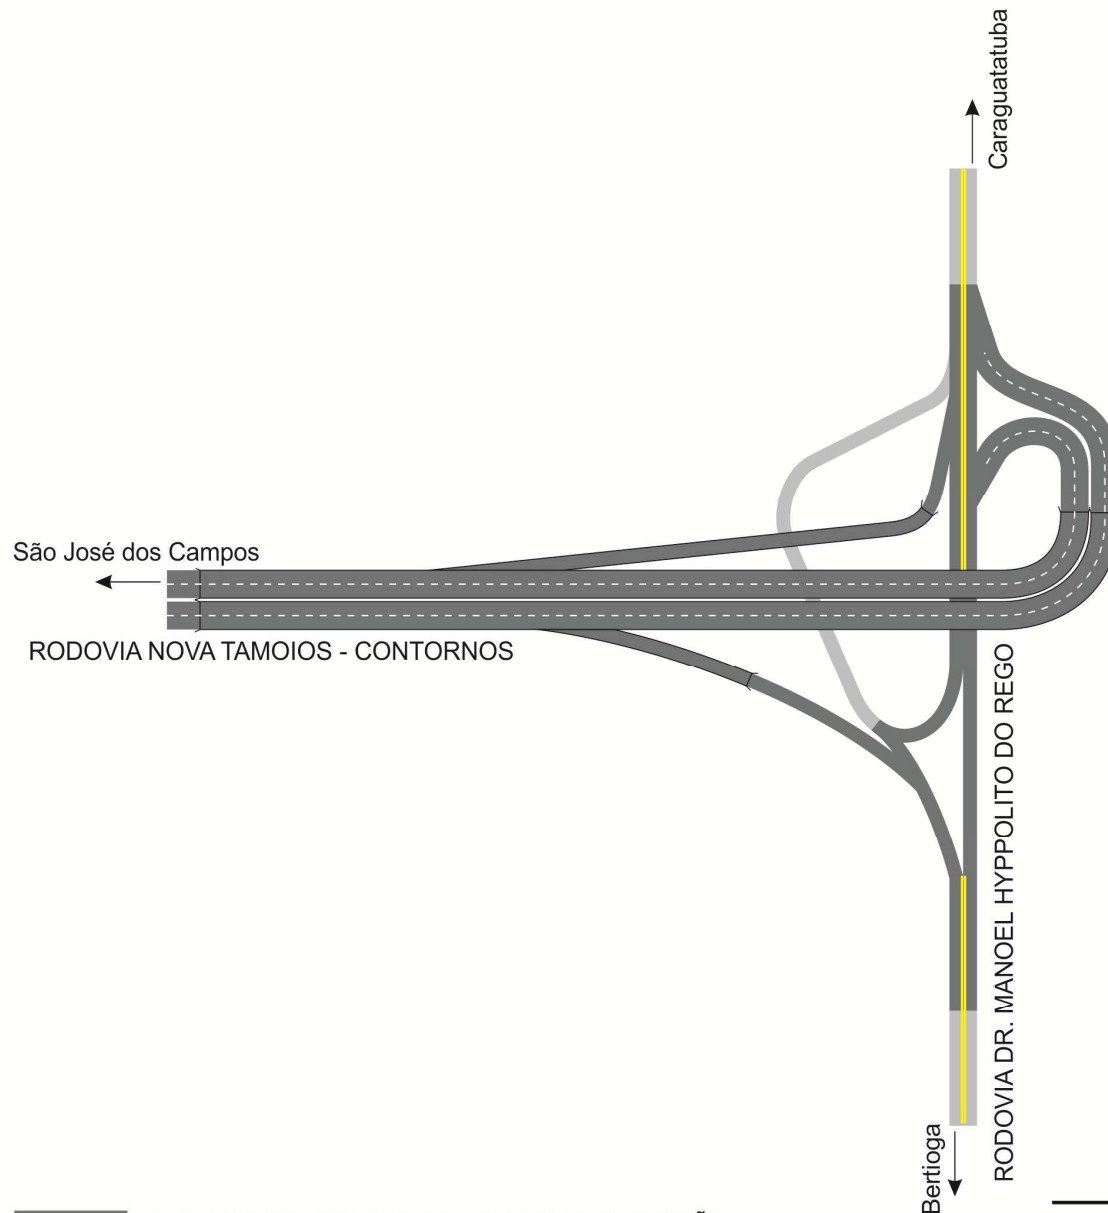 Caraguatatuba
São José dos Campos
RODOVIA NOVA TAMOIOS - CONTORNOS
RODOVIA DR. MANOEL HYPPOLITO DO REGO
Bertioga